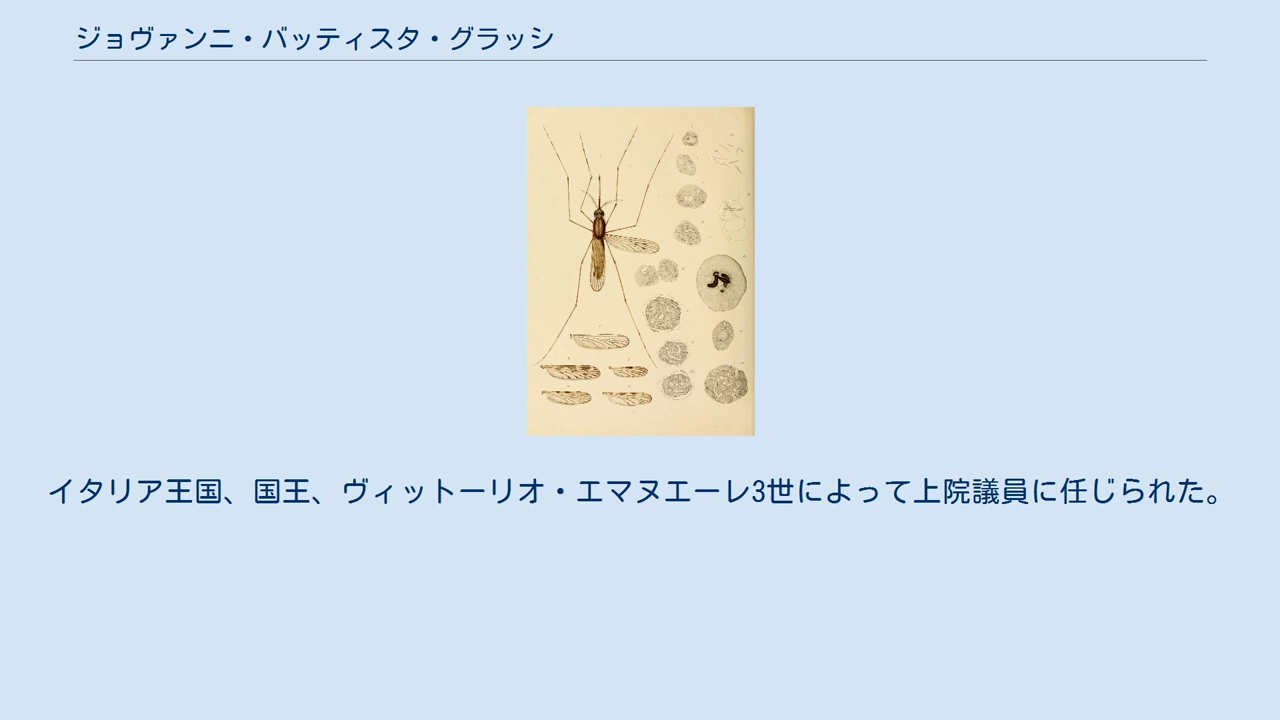 ジョヴァンニ・バッティスタ・グラッシ
イタリア王国、国王、ヴィットーリオ・エマヌエーレ3世によって上院議員に任じられた。